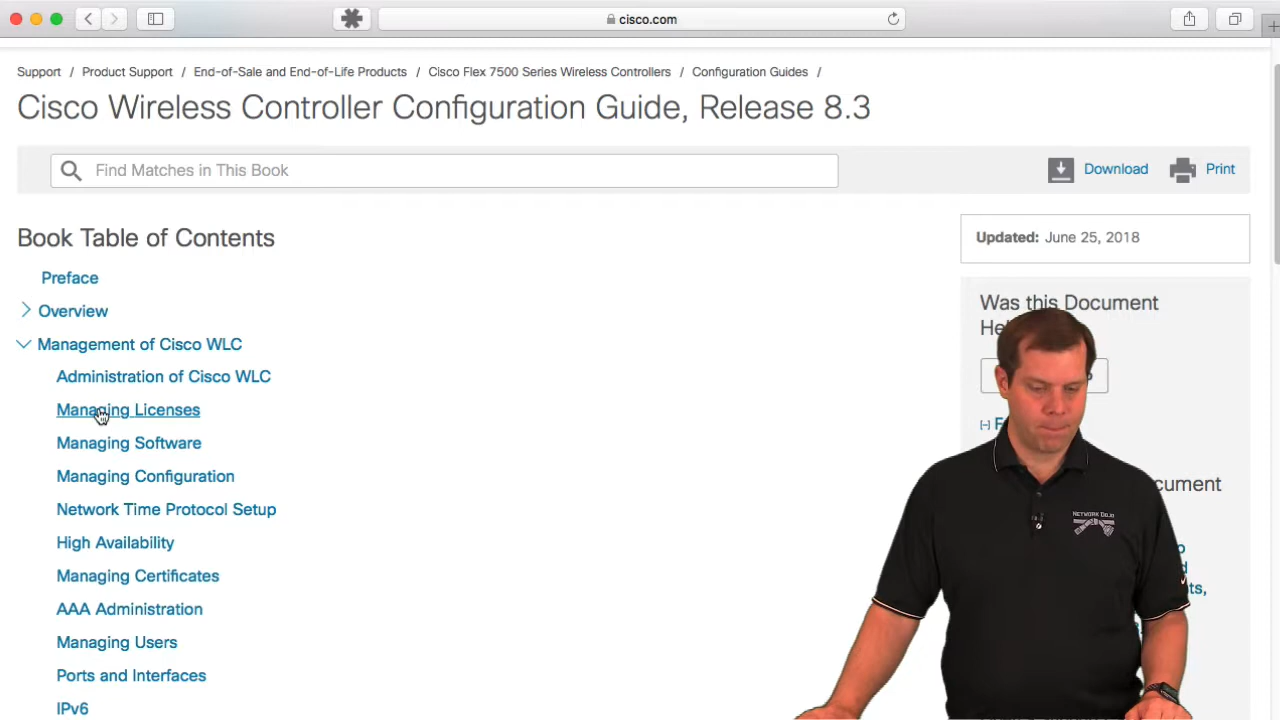 cisco.com
Support / Product Support / End-of-Sale and End-of-Life Products / Cisco Flex 7500 Series Wireless Controllers / Configuration Guides /
Cisco Wireless Controller Configuration Guide, Release 8.3
Find Matches in This Book
Download
Print
Book Table of Contents
Updated: June 25, 2018
Preface
Was this Document
Overview
Management of Cisco WLC
Administration of Cisco WLC
Managing Licenses
Managing Software
Managing Configuration
Network Time Protocol Setup
High Availability
Managing Certificates
AAA Administration
Managing Users
Ports and Interfaces
IPv6
NETWORK DOJO